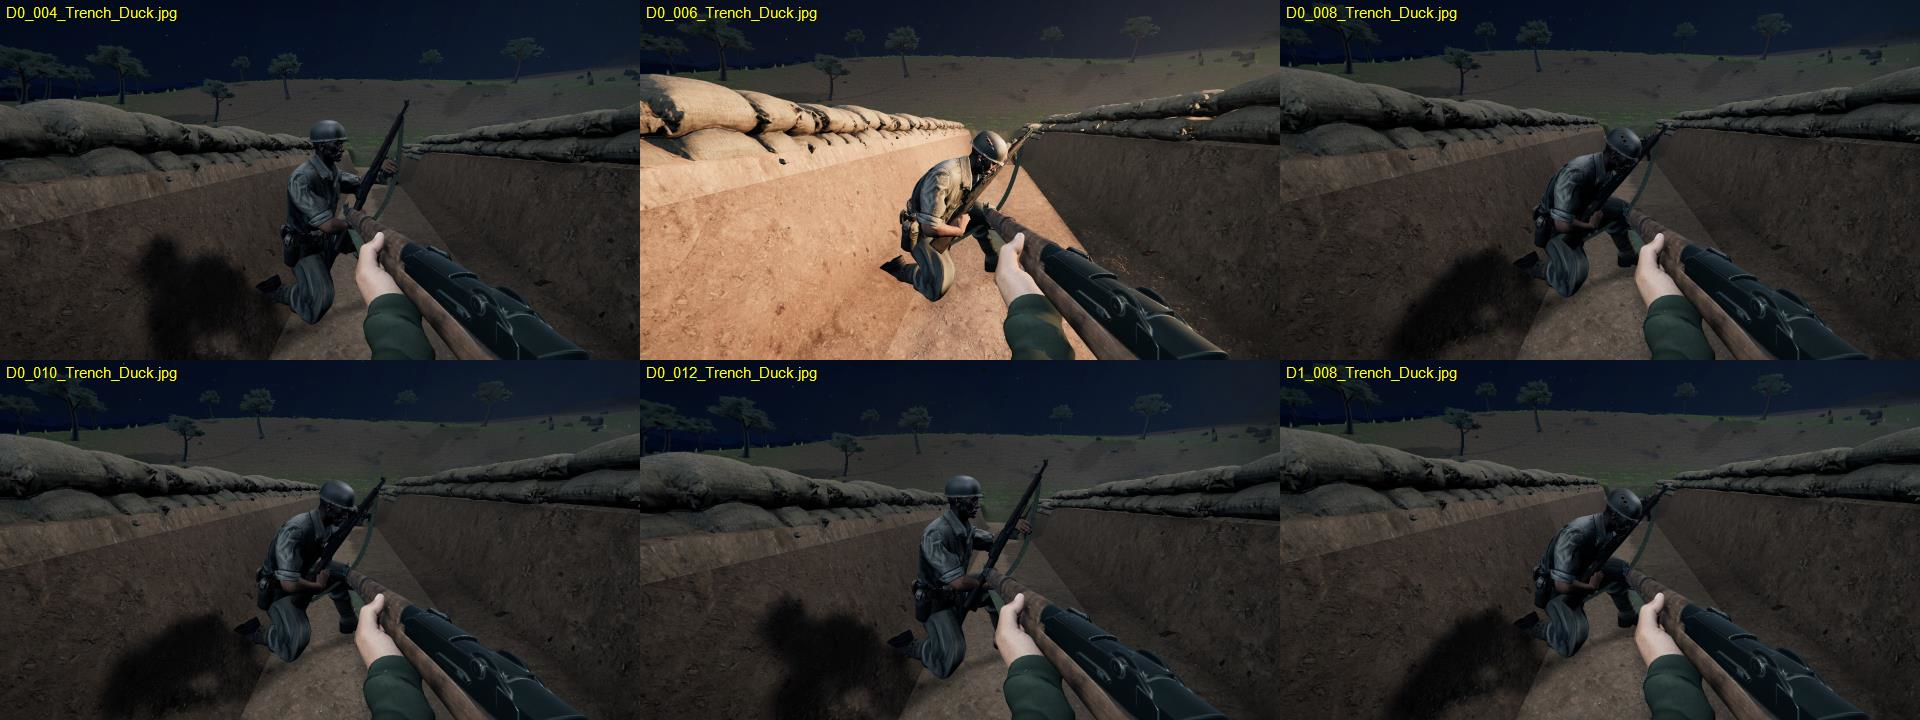 D0_004_Trench_Duck.jpg
D0_006_Trench_Duck.jpg
D0_008_Trench_Duck.jpg
D0_010_Trench_Duck.jpg
D0_012_Trench_Duck.jpg
D1_008_Trench_Duck.jpg